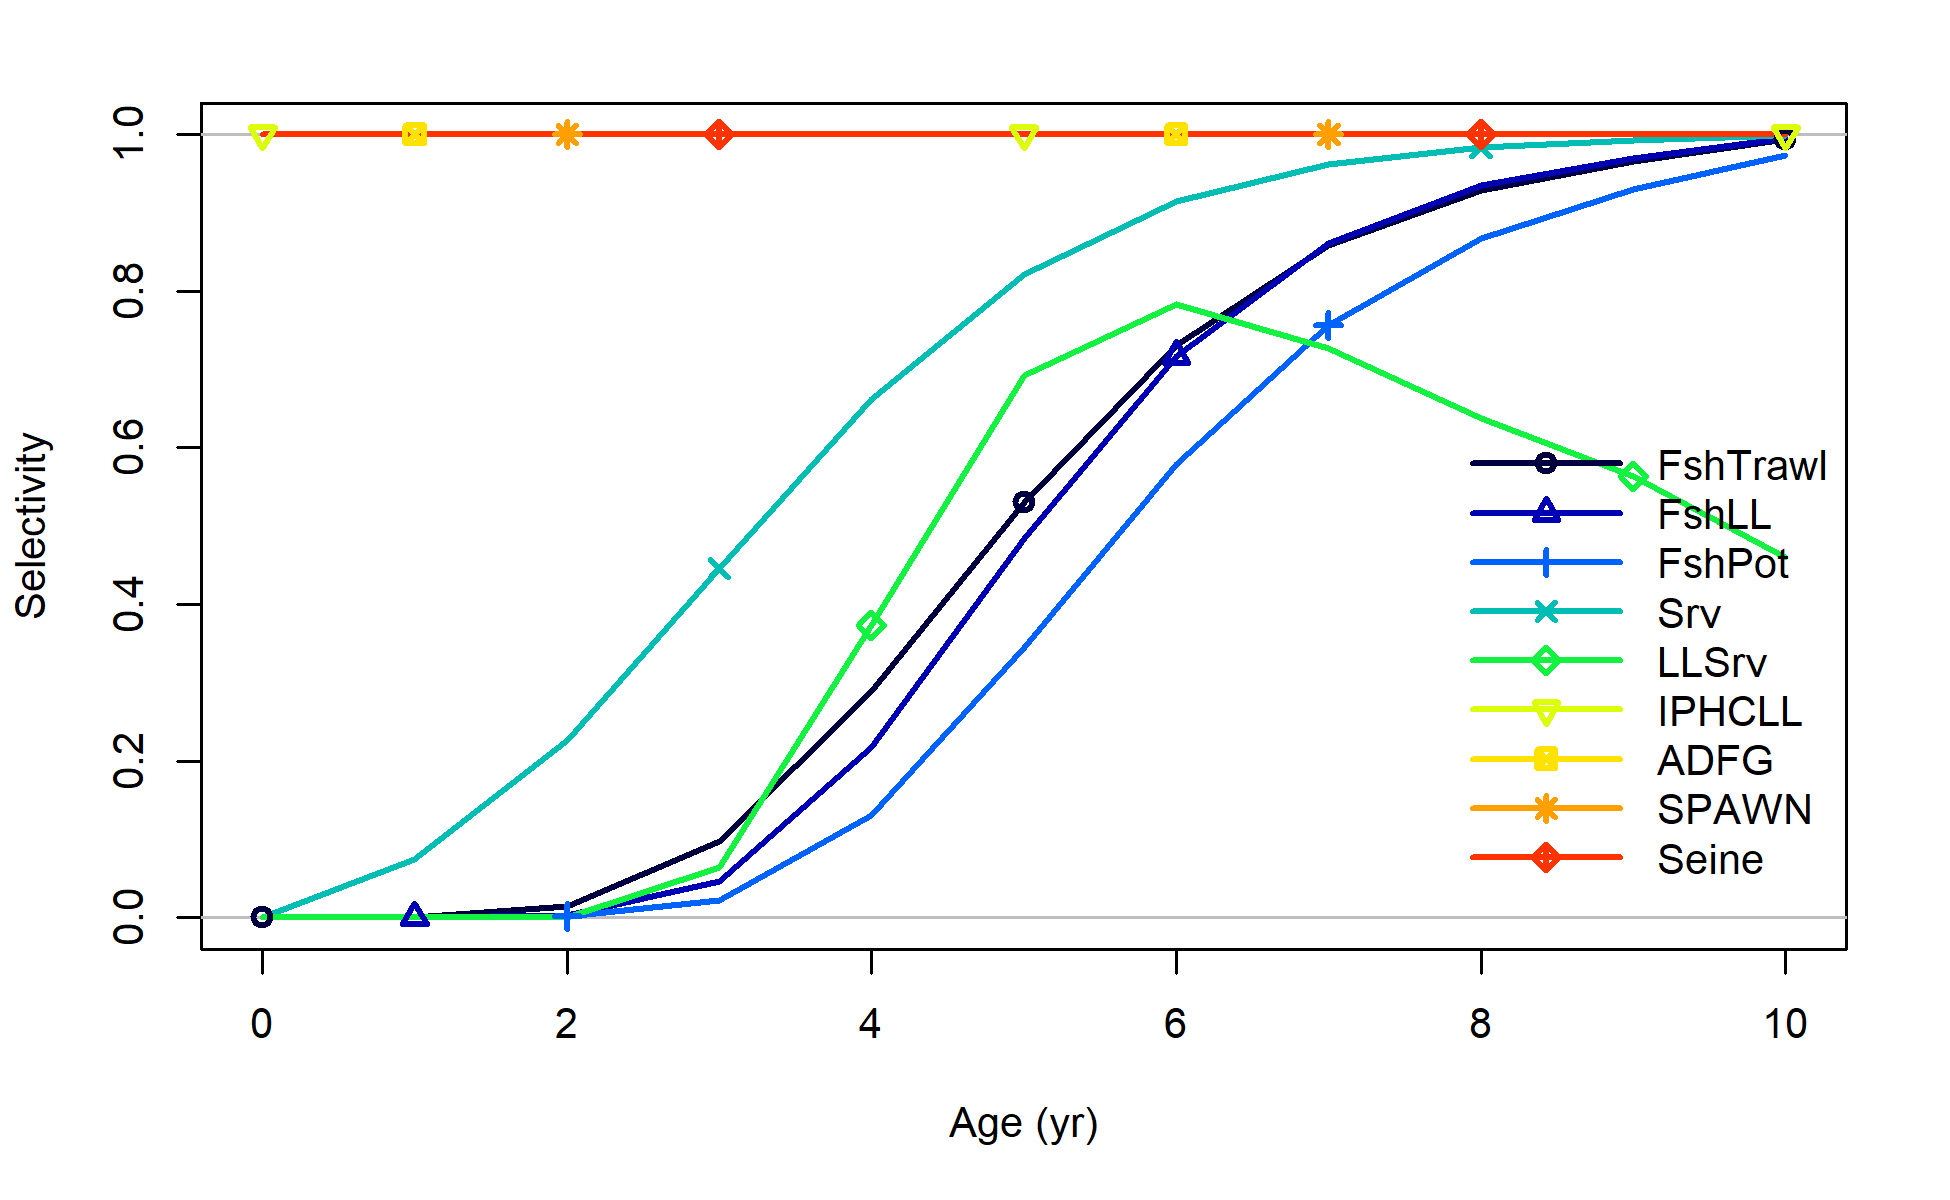 1.0
0.8
0.6
0.4
0.2
0.0
Selectivity
FshTrawl
FshLL
FshPot
Srv
LLSrv
IPHCLL
ADFG
SPAWN
Seine
0 2 4 6 8 10
Age (yr)